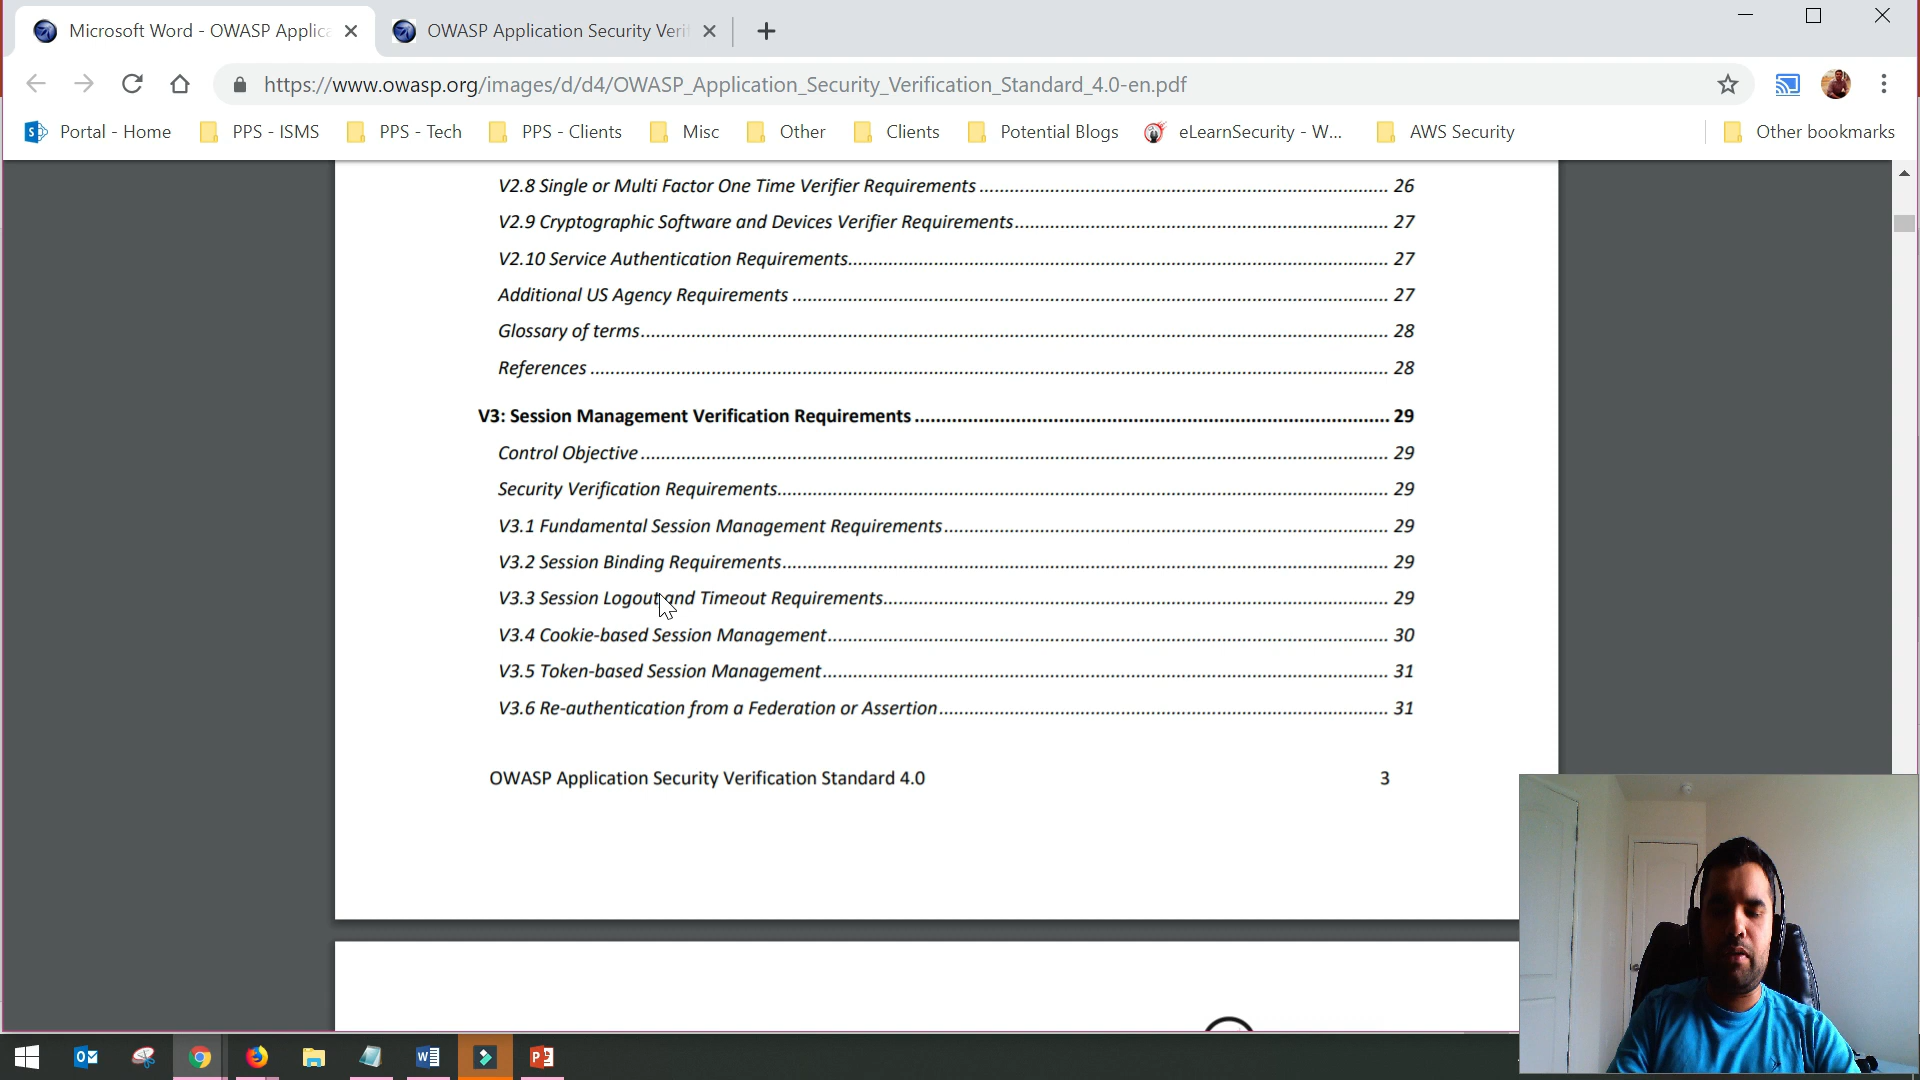 Microsoft Word - OWASP Applica
OWASP Application Security Veri
https://www.owasp.org/images/d/d4/OWASP_Application_Security_Verification_Standard_4.0-en.pdf
Portal - Home
PPS - ISMS
PPS - Tech
PPS - Clients
Misc
Other
Clients
Potential Blogs
eLearnSecurity - W...
AWS Security
Other bookmarks
V2.8 Single or Multi Factor One Time Verifier Requirements 26
V2.9 Cryptographic Software and Devices Verifier Requirements 27
V2.10 Service Authentication Requirements 27
Additional US Agency Requirements 27
Glossary of terms 28
References 28
V3: Session Management Verification Requirements 29
Control Objective 29
Security Verification Requirements 29
V3.1 Fundamental Session Management Requirements 29
V3.2 Session Binding Requirements 29
V3.3 Session Logout and Timeout Requirements 29
V3.4 Cookie-based Session Management 30
V3.5 Token-based Session Management 31
V3.6 Re-authentication from a Federation or Assertion 31
OWASP Application Security Verification Standard 4.0 3